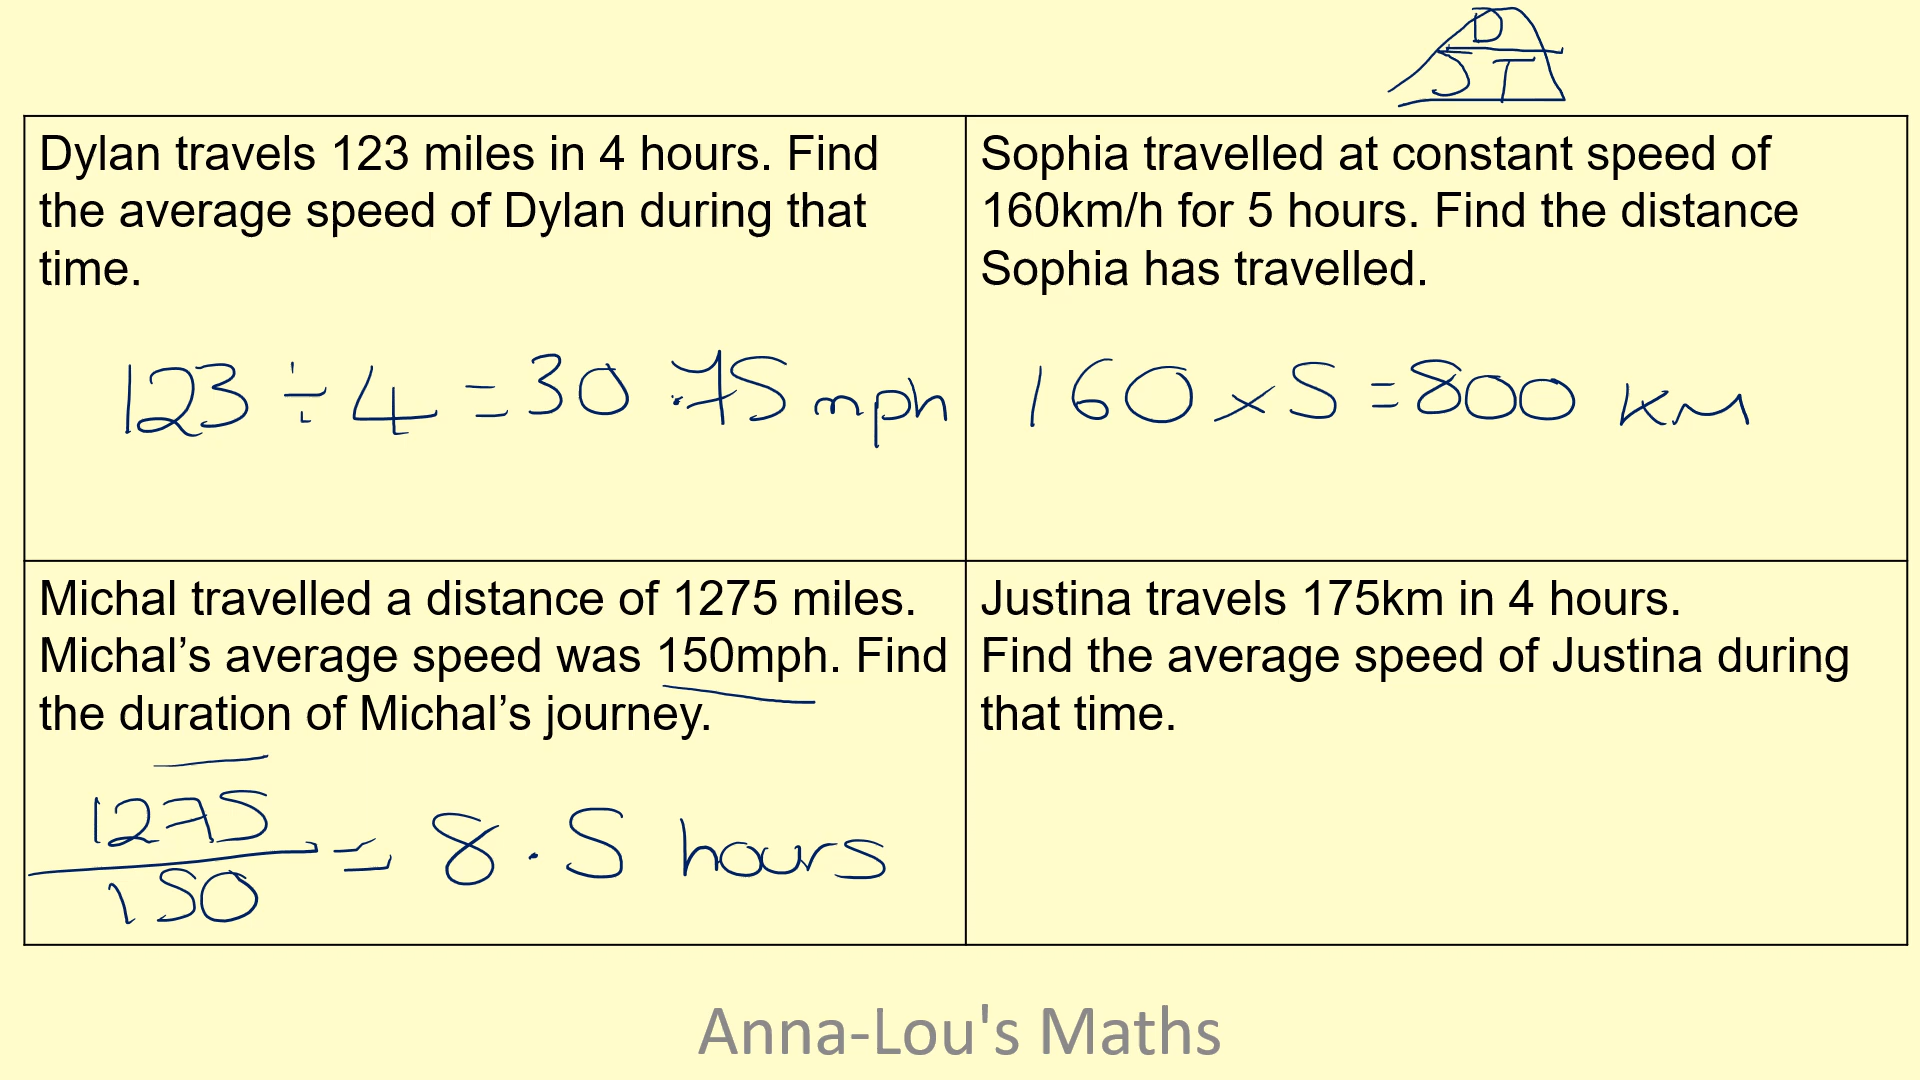 D
S T
Dylan travels 123 miles in 4 hours. Find
the average speed of Dylan during that
time.
123 ÷ 4 = 30.75 mph
Sophia travelled at constant speed of
160km/h for 5 hours. Find the distance
Sophia has travelled.
160 × 5 = 800 km
Michal travelled a distance of 1275 miles.
Michal’s average speed was 150mph. Find
the duration of Michal’s journey.
1275
150
= 8.5 hours
Justina travels 175km in 4 hours.
Find the average speed of Justina during
that time.
Anna-Lou's Maths